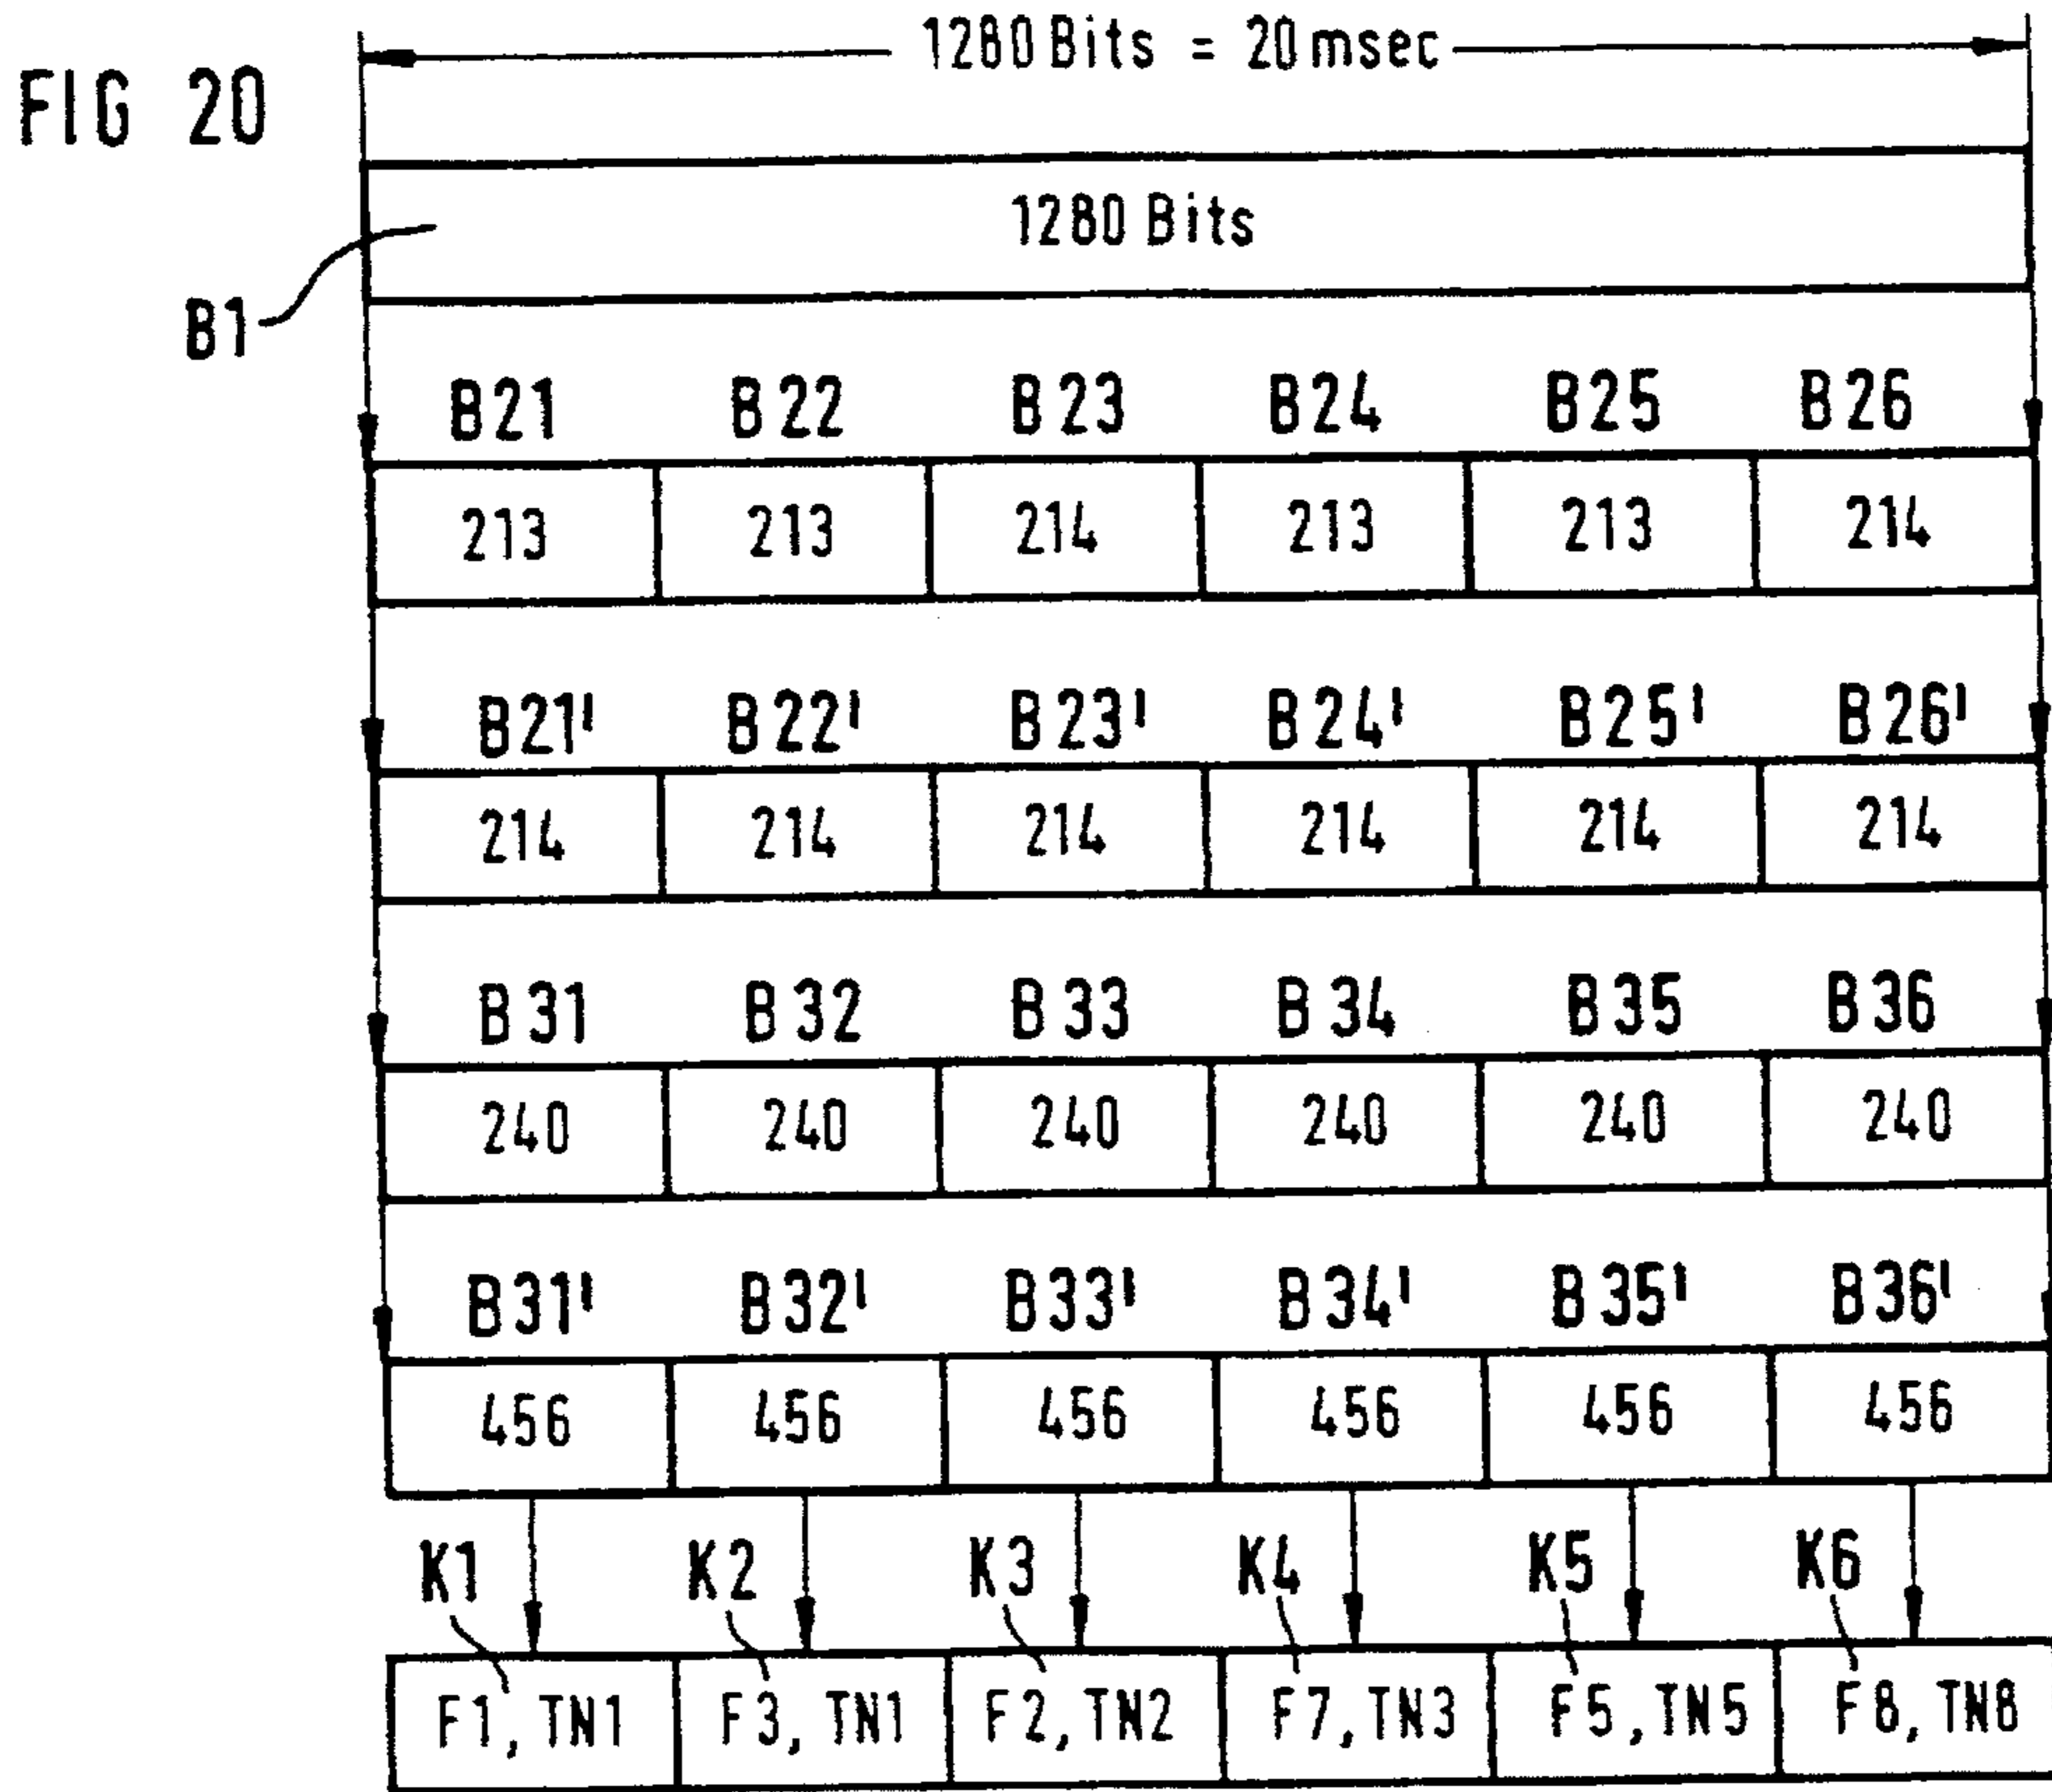 1280 Bits = 20 msec
FIG 20
1280 Bits
B1
B21 B22 B23 B24 B25 B26
213 213 214 213 213 214
B21' B22' B23' B24' B25' B26'
214 214 214 214 214 214
B31 B32 B33 B34 B35 B36
240 240 240 240 240 240
B31' B32' B33' B34' B35' B36'
456 456 456 456 456 456
K1 K2 K3 K4 K5 K6
F1, TN1 F3, TN1 F2, TN2 F7, TN3 F5, TN5 F8, TN8